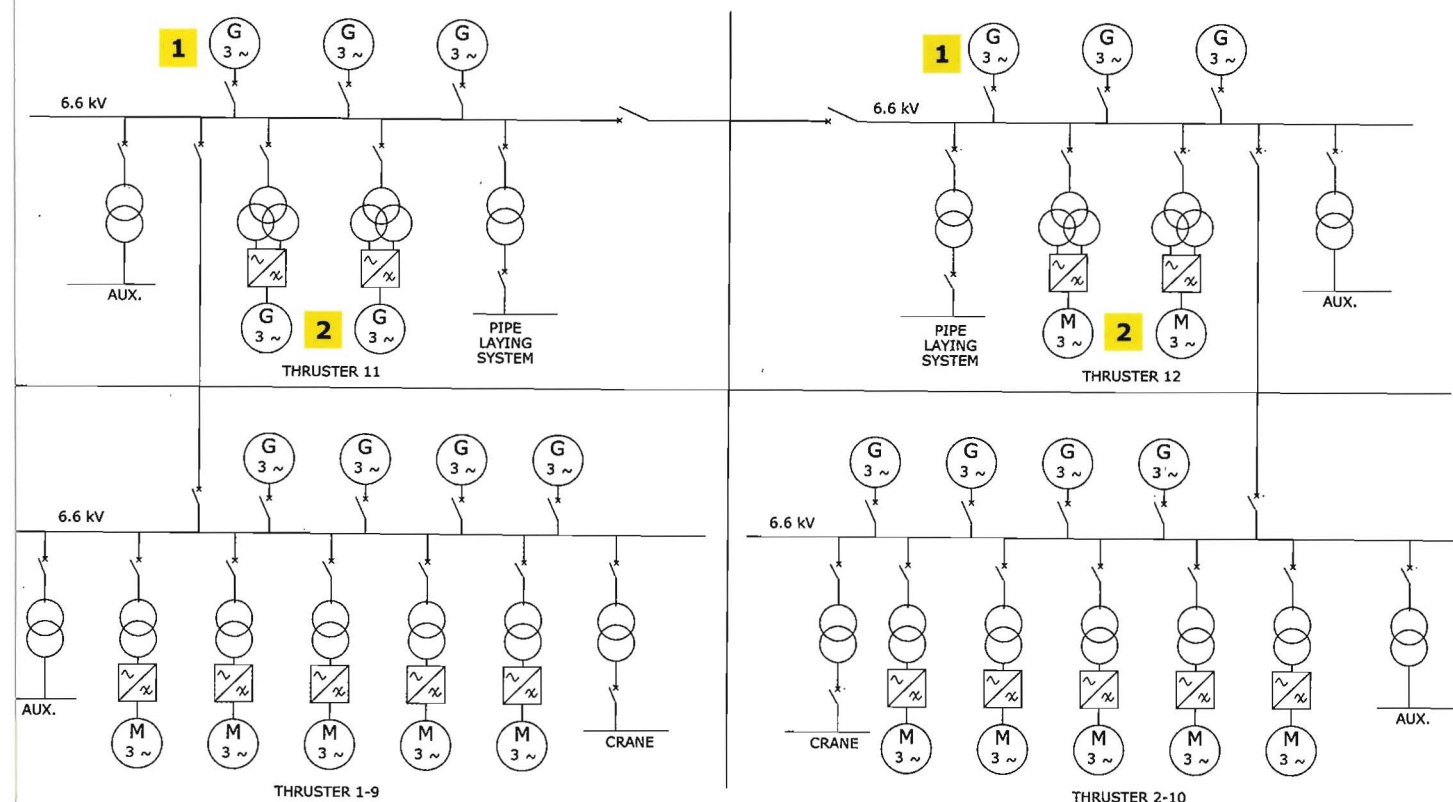 1
G
3 ~
G
3 ~
G
3 ~
6.6 kV
AUX.
G
3 ~
2
G
3 ~
THRUSTER 11
PIPE
LAYING
SYSTEM
1
G
3 ~
G
3 ~
G
3 ~
6.6 kV
PIPE
LAYING
SYSTEM
M
3 ~
2
M
3 ~
THRUSTER 12
AUX.
G
3 ~
G
3 ~
G
3 ~
G
3 ~
6.6 kV
AUX.
M
3 ~
M
3 ~
M
3 ~
M
3 ~
M
3 ~
CRANE
THRUSTER 1-9
G
3 ~
G
3 ~
G
3 ~
G
3 ~
6.6 kV
CRANE
M
3 ~
M
3 ~
M
3 ~
M
3 ~
M
3 ~
AUX.
THRUSTER 2-10